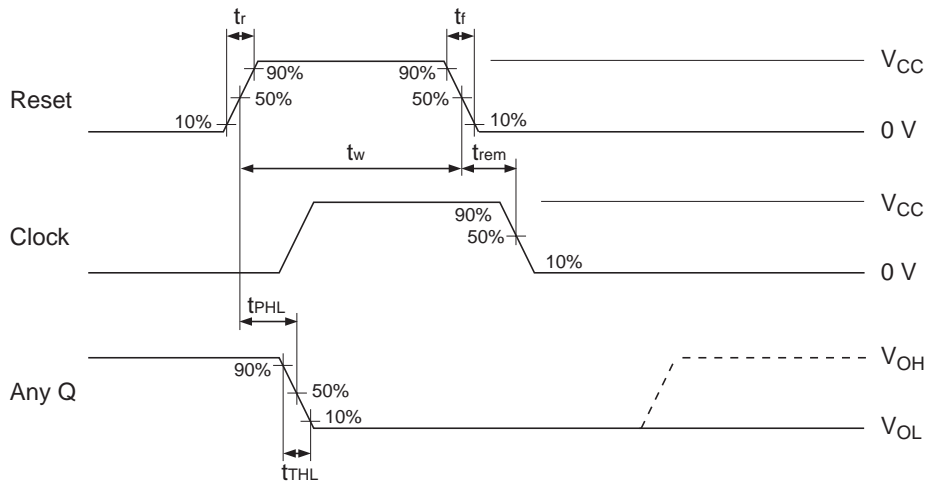 tr
tf
90%
90%
VCC
Reset
50%
50%
10%
10%
0 V
tw
trem
VCC
90%
Clock
50%
10%
0 V
tPHL
VOH
90%
Any Q
50%
10%
VOL
tTHL